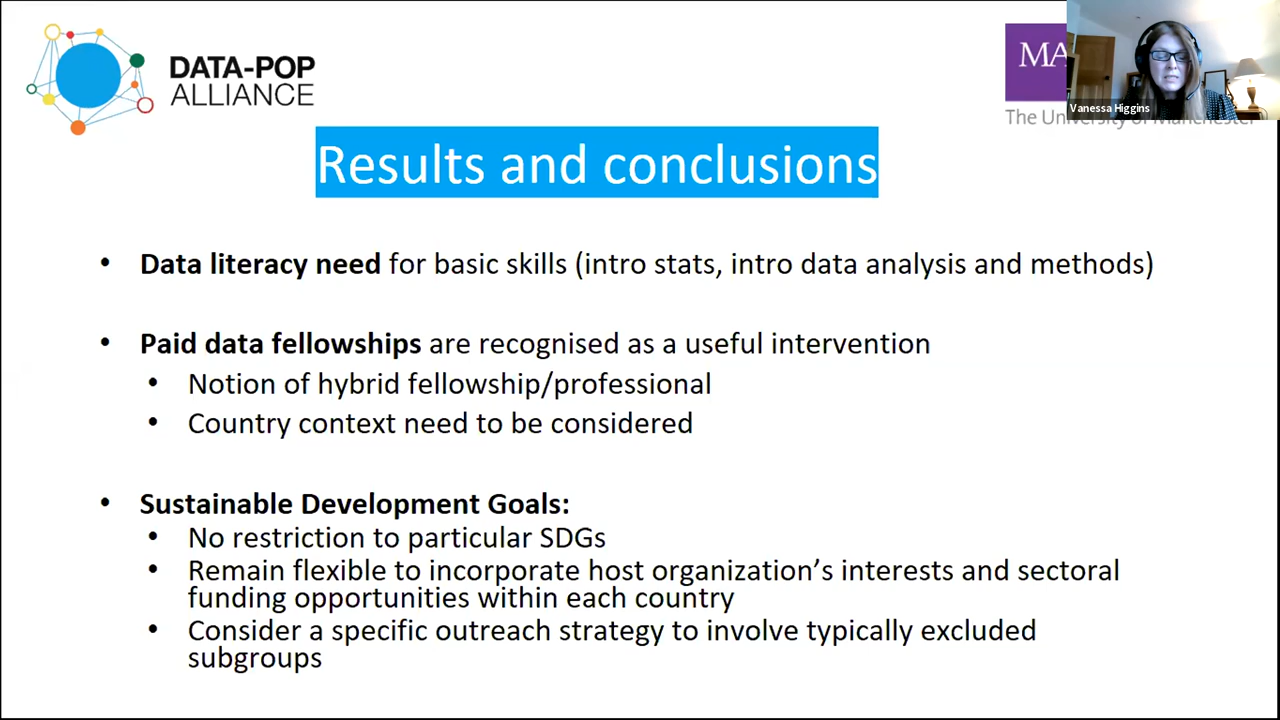 DATA-POP
ALLIANCE
MA
Vanessa Higgins
The University of Manchester
Results and conclusions
• Data literacy need for basic skills (intro stats, intro data analysis and methods)
• Paid data fellowships are recognised as a useful intervention
• Notion of hybrid fellowship/professional
• Country context need to be considered
• Sustainable Development Goals:
• No restriction to particular SDGs
• Remain flexible to incorporate host organization's interests and sectoral
funding opportunities within each country
• Consider a specific outreach strategy to involve typically excluded
subgroups